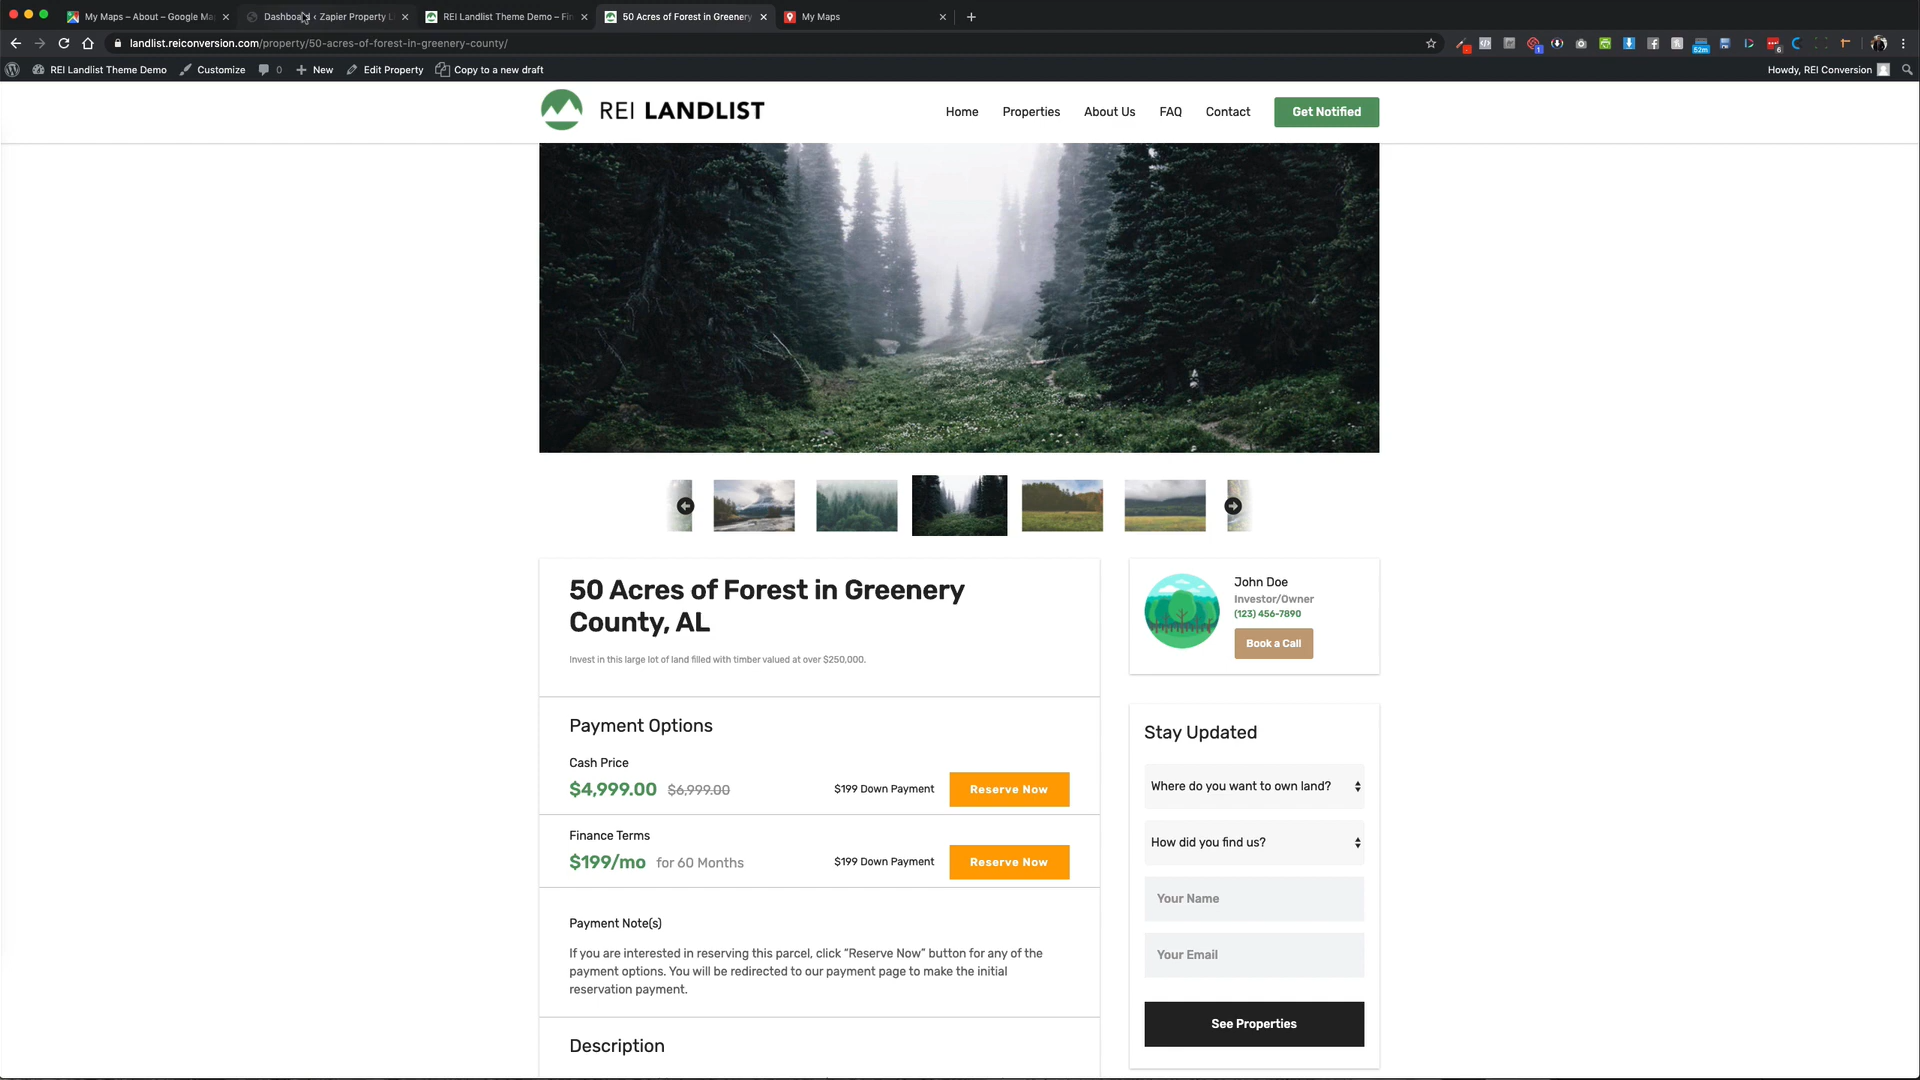 My Maps – About – Google Ma
Dashboard ‹ Zapier Property L
REI Landlist Theme Demo – Fin
50 Acres of Forest in Greenery
My Maps
landlist.reiconversion.com/property/50-acres-of-forest-in-greenery-county/
1
52m
6
REI Landlist Theme Demo
Customize
0
New
Edit Property
Copy to a new draft
Howdy, REI Conversion
REI LANDLIST
Home
Properties
About Us
FAQ
Contact
Get Notified
50 Acres of Forest in Greenery
County, AL
Invest in this large lot of land filled with timber valued at over $250,000.
Payment Options
Cash Price
$4,999.00 $6,999.00
$199 Down Payment
Reserve Now
Finance Terms
$199/mo for 60 Months
$199 Down Payment
Reserve Now
Payment Note(s)
If you are interested in reserving this parcel, click “Reserve Now” button for any of the
payment options. You will be redirected to our payment page to make the initial
reservation payment.
Description
John Doe
Investor/Owner
(123) 456-7890
Book a Call
Stay Updated
Where do you want to own land?
How did you find us?
Your Name
Your Email
See Properties